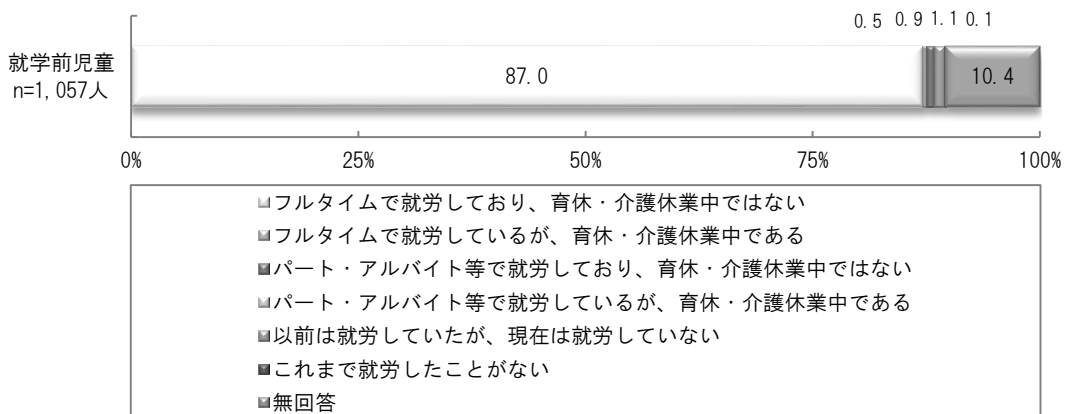 0.5 0.9 1.1 0.1
就学前児童
n=1,057人
87.0
10.4
0% 25% 50% 75% 100%
フルタイムで就労しており、育休・介護休業中ではない
フルタイムで就労しているが、育休・介護休業中である
パート・アルバイト等で就労しており、育休・介護休業中ではない
パート・アルバイト等で就労しているが、育休・介護休業中である
以前は就労していたが、現在は就労していない
これまで就労したことがない
無回答